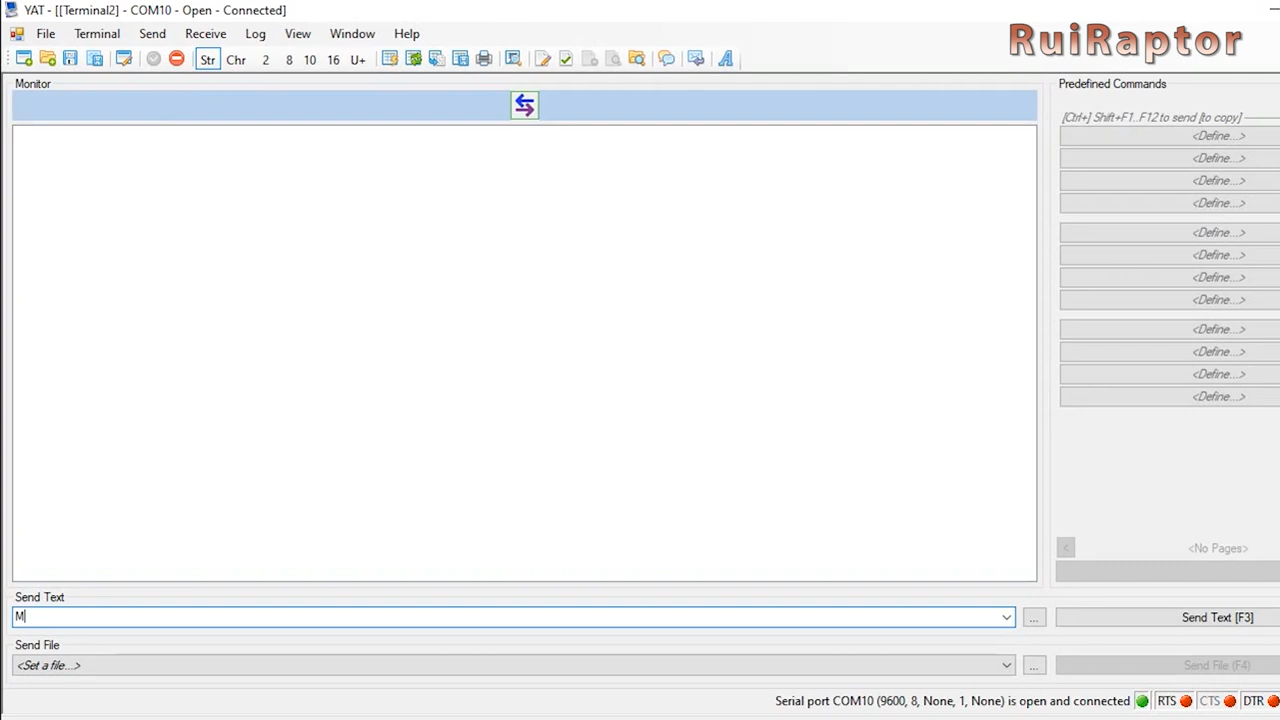 YAT - [[Terminal2] - COM10 - Open - Connected]
File Terminal Send Receive Log View Window Help
RuiRaptor
Str Chr 2 8 10 16 U+
Monitor
Predefined Commands
[Ctrl+] Shift+F1..F12 to send [to copy]
<Define...>
<Define...>
<Define...>
<Define...>
<Define...>
<Define...>
<Define...>
<Define...>
<Define...>
<Define...>
<Define...>
<Define...>
<No Pages>
Send Text
M
...
Send Text [F3]
Send File
<Set a file...>
...
Send File (F4)
Serial port COM10 (9600, 8, None, 1, None) is open and connected RTS CTS DTR